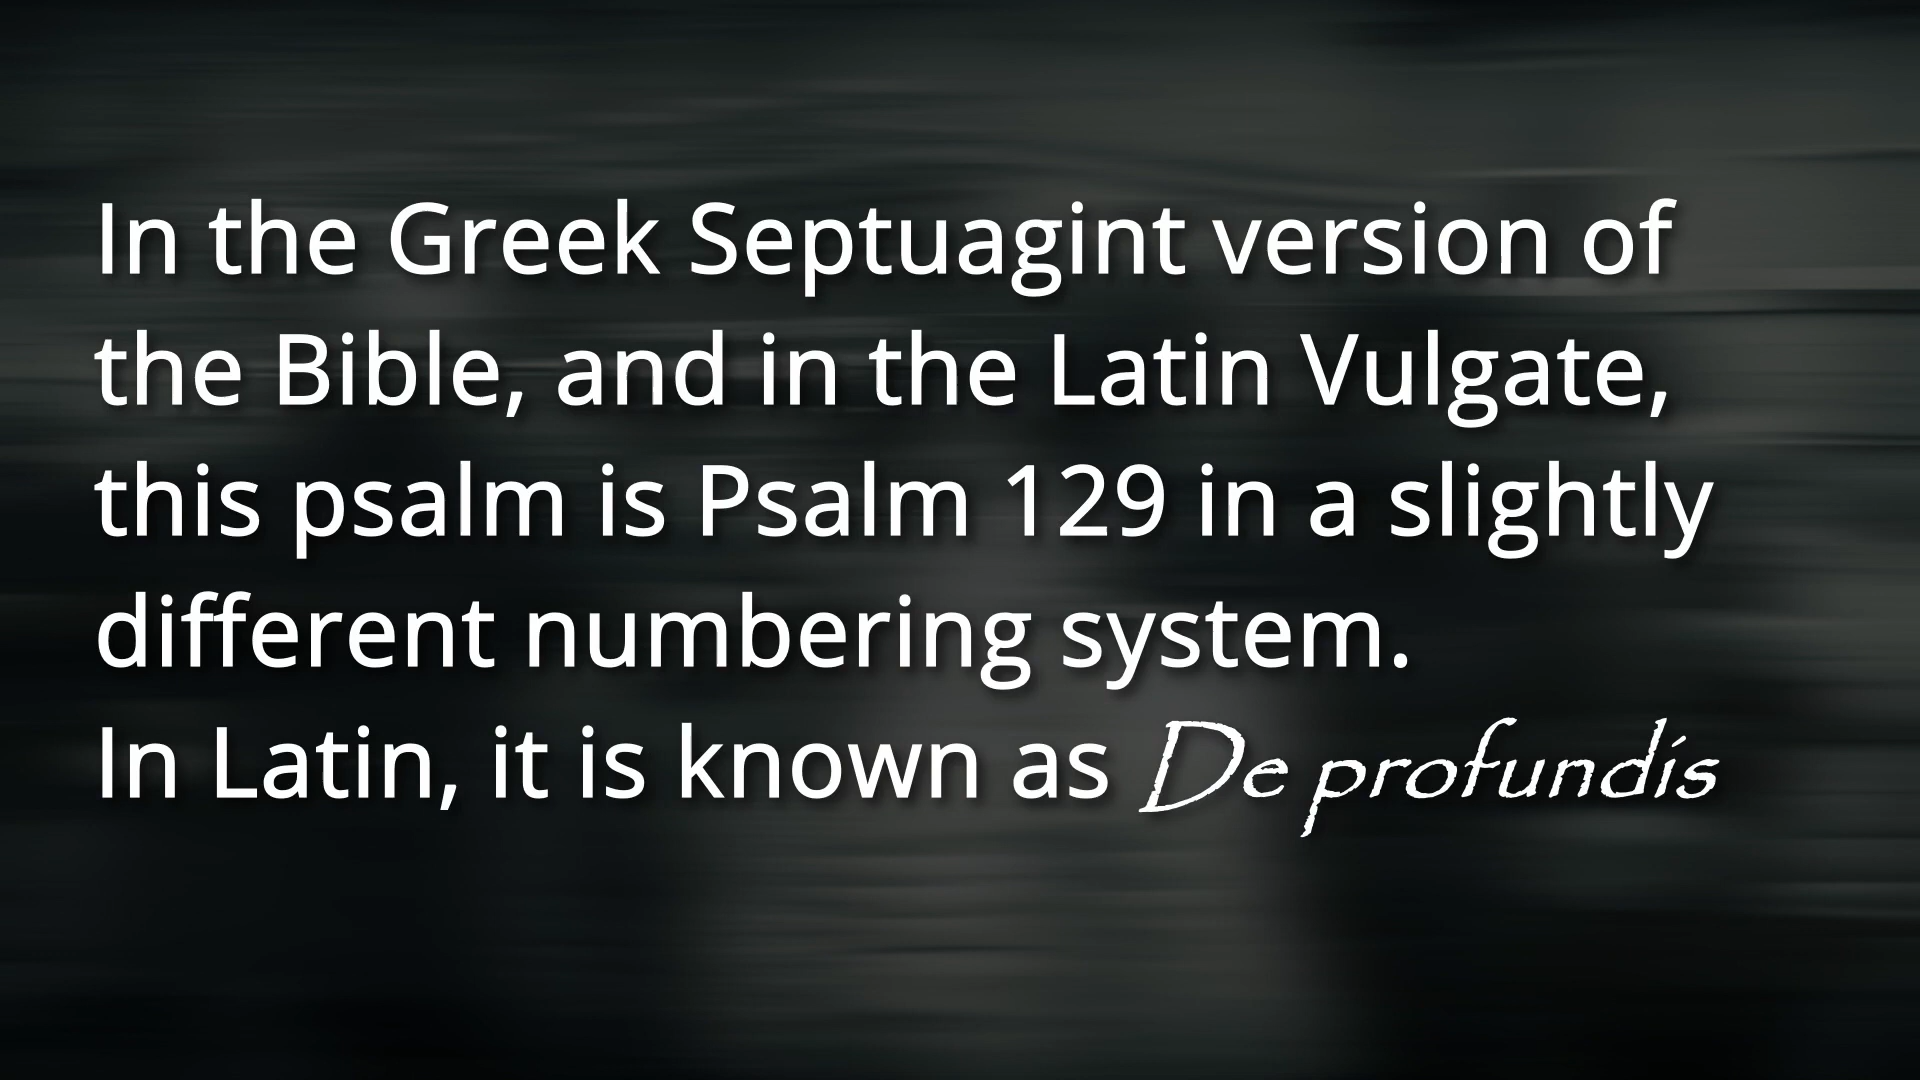 In the Greek Septuagint version of
the Bible, and in the Latin Vulgate,
this psalm is Psalm 129 in a slightly
different numbering system.
In Latin, it is known as De profundis